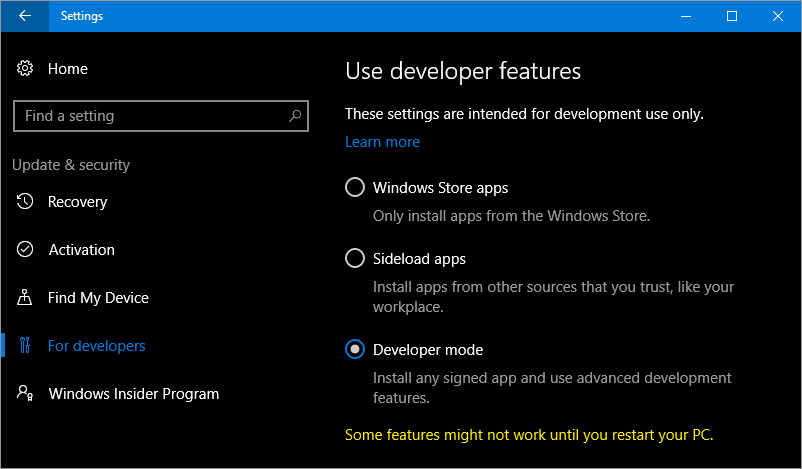 Settings
Home
Find a setting
Update & security
Recovery
Activation
Find My Device
For developers
Windows Insider Program
Use developer features
These settings are intended for development use only.
Learn more
Windows Store apps
Only install apps from the Windows Store.
Sideload apps
Install apps from other sources that you trust, like your
workplace.
Developer mode
Install any signed app and use advanced development
features.
Some features might not work until you restart your PC.